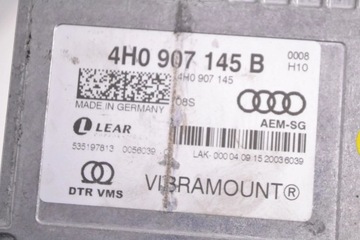 4H0 907 145 B
0006
H10
4H0 907 145
MADE IN GERMANY
08S
LEAR
AEM-SG
535197813 0056039
LAK- 000 04 09 15 2003 6039
DTR VMS
VIBRAMOUNT®